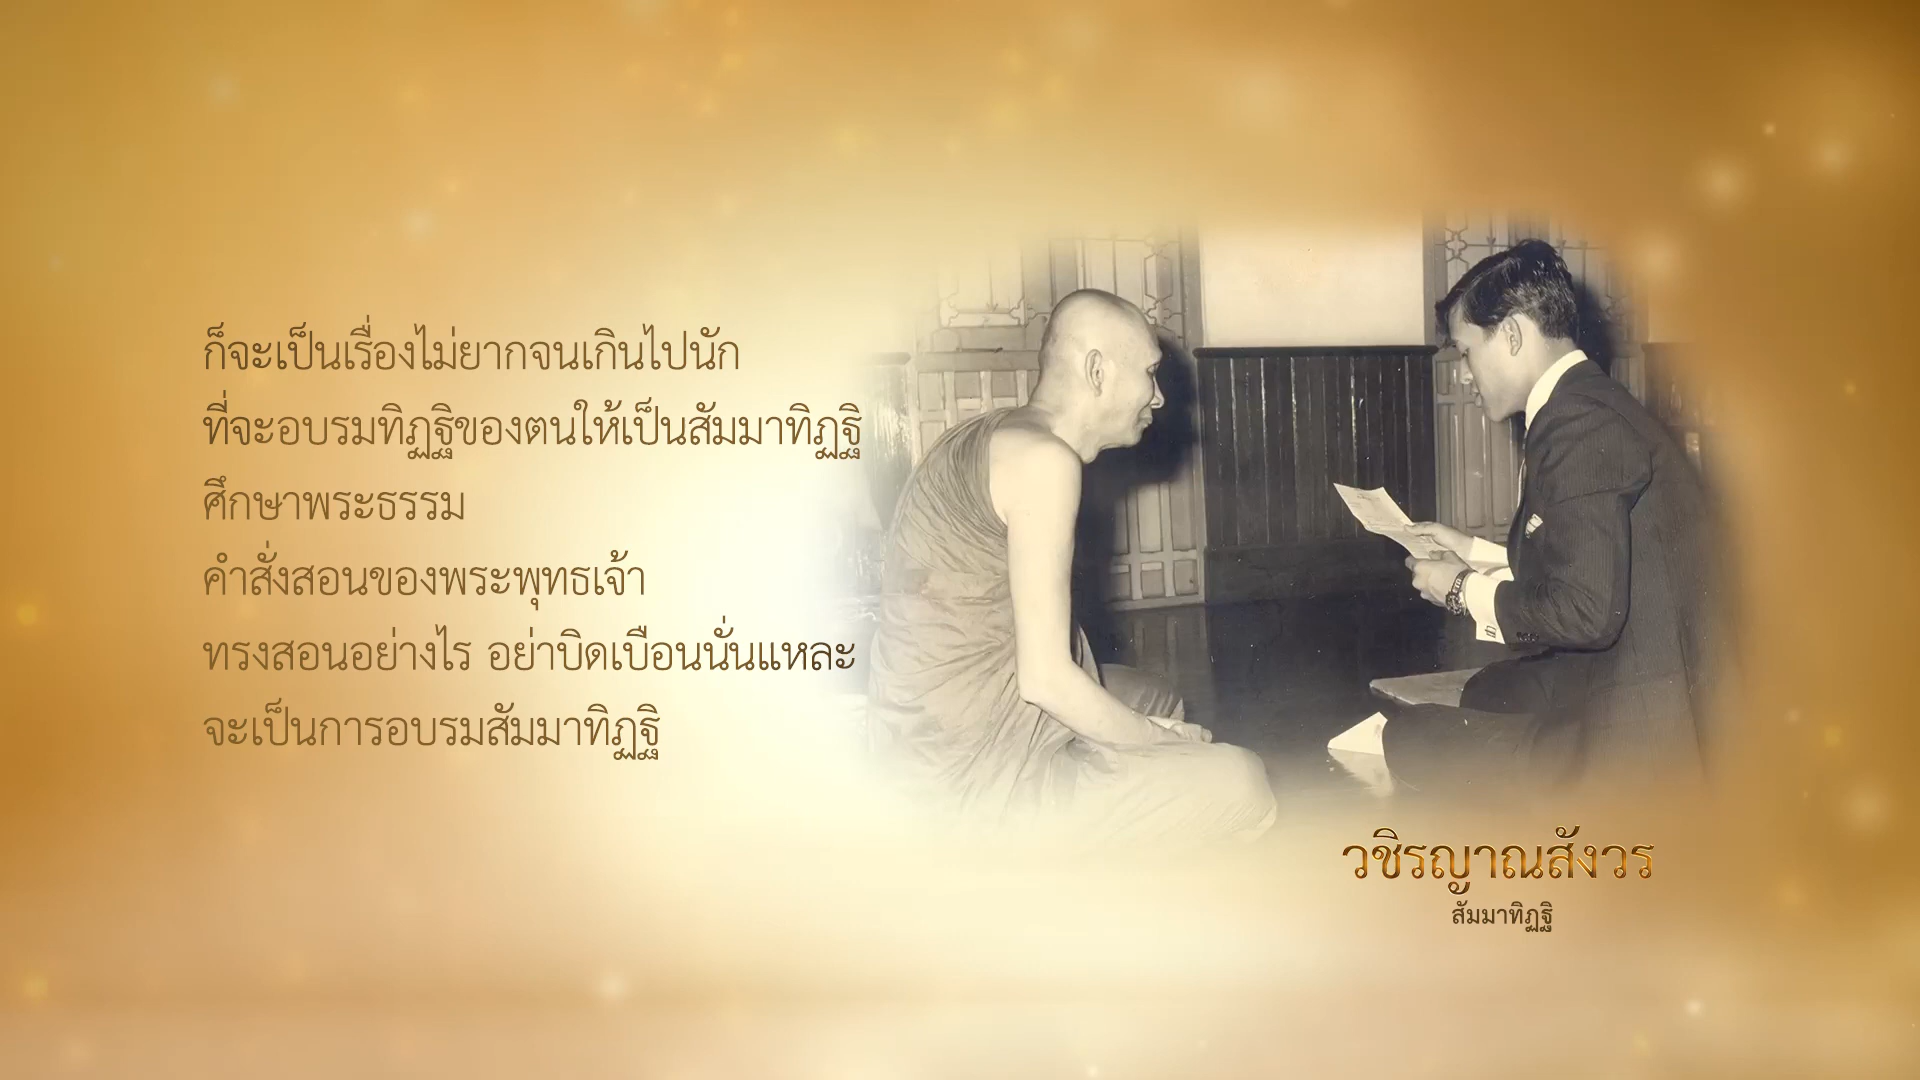 ก็จะเป็นเรื่องไม่ยากจนเกินไปนัก
ที่จะอบรมทิฏฐิของตนให้เป็นสัมมาทิฏฐิ
ศึกษาพระธรรม
คำสั่งสอนของพระพุทธเจ้า
ทรงสอนอย่างไร อย่าบิดเบือนนั่นแหละ
จะเป็นการอบรมสัมมาทิฏฐิ
วชิรญาณสังวร
สัมมาทิฏฐิ